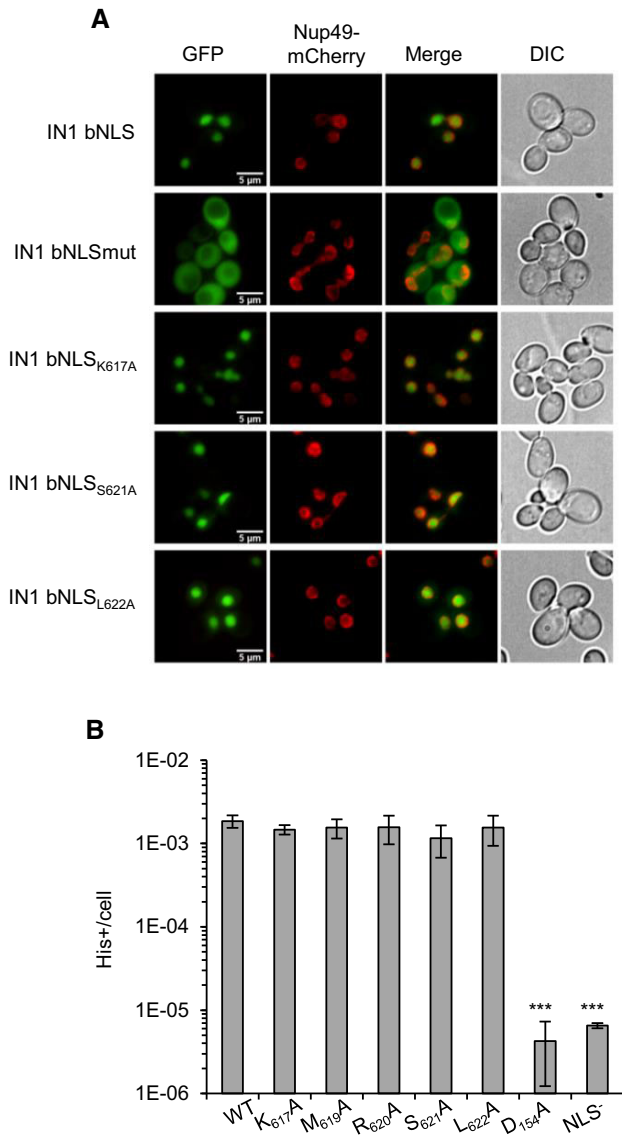 A
GFP
Nup49-
mCherry
Merge
DIC
IN1 bNLS
5 µm
IN1 bNLSmut
5 µm
IN1 bNLSK617A
5 µm
IN1 bNLSS621A
5 µm
IN1 bNLSL622A
5 µm
B
His+/cell
1E-02
1E-03
1E-04
1E-05
1E-06
*** ***
WT K617A M619A R620A S621A L622A D154A NLS-